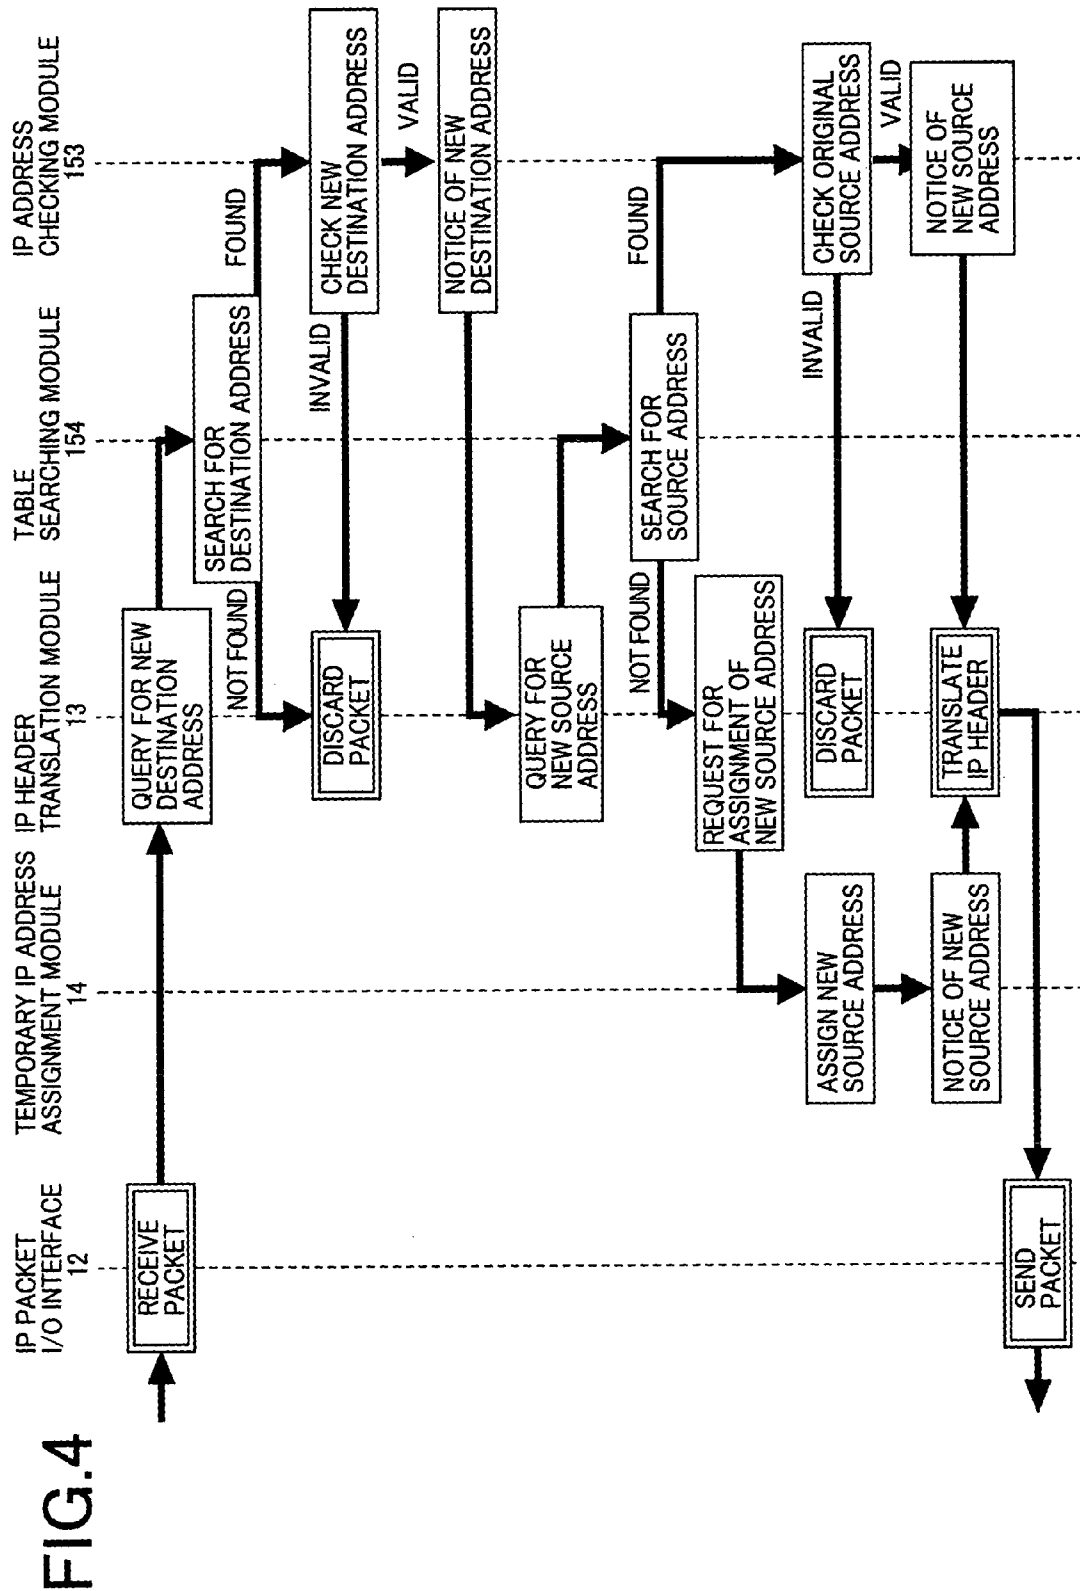 FIG.4
IP PACKET
I/O INTERFACE
12
TEMPORARY IP ADDRESS
ASSIGNMENT MODULE
14
IP HEADER
TRANSLATION MODULE
13
TABLE
SEARCHING MODULE
154
IP ADDRESS
CHECKING MODULE
153
RECEIVE
PACKET
QUERY FOR NEW
DESTINATION
ADDRESS
SEARCH FOR
DESTINATION ADDRESS
NOT FOUND
FOUND
DISCARD
PACKET
INVALID
CHECK NEW
DESTINATION ADDRESS
VALID
NOTICE OF NEW
DESTINATION ADDRESS
QUERY FOR
NEW SOURCE
ADDRESS
SEARCH FOR
SOURCE ADDRESS
NOT FOUND
FOUND
REQUEST FOR
ASSIGNMENT OF
NEW SOURCE ADDRESS
ASSIGN NEW
SOURCE ADDRESS
DISCARD
PACKET
INVALID
CHECK ORIGINAL
SOURCE ADDRESS
VALID
NOTICE OF NEW
SOURCE ADDRESS
TRANSLATE
IP HEADER
NOTICE OF
NEW SOURCE
ADDRESS
SEND
PACKET